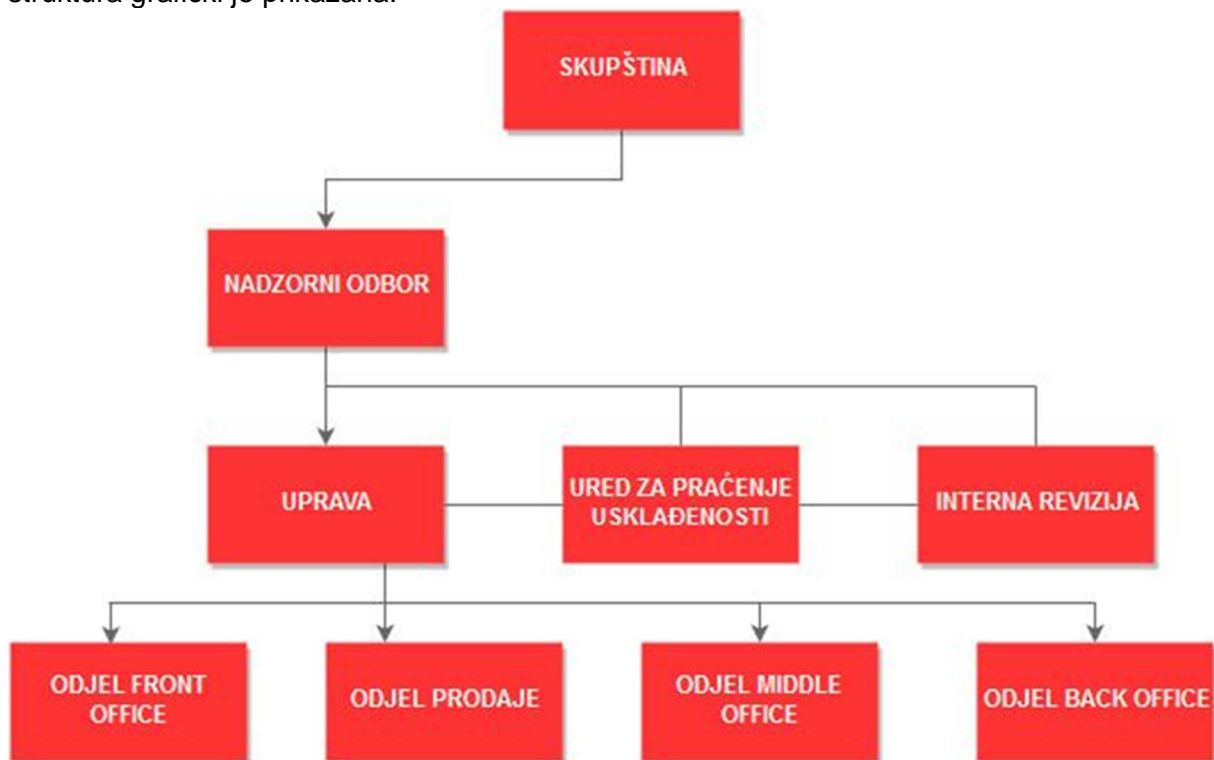 struktura grafički je prikazana:
SKUPŠTINA
NADZORNI ODBOR
UPRAVA
URED ZA PRAĆENJE
USKLAĐENOSTI
INTERNA REVIZIJA
ODJEL FRONT
OFFICE
ODJEL PRODAJE
ODJEL MIDDLE
OFFICE
ODJEL BACK OFFICE